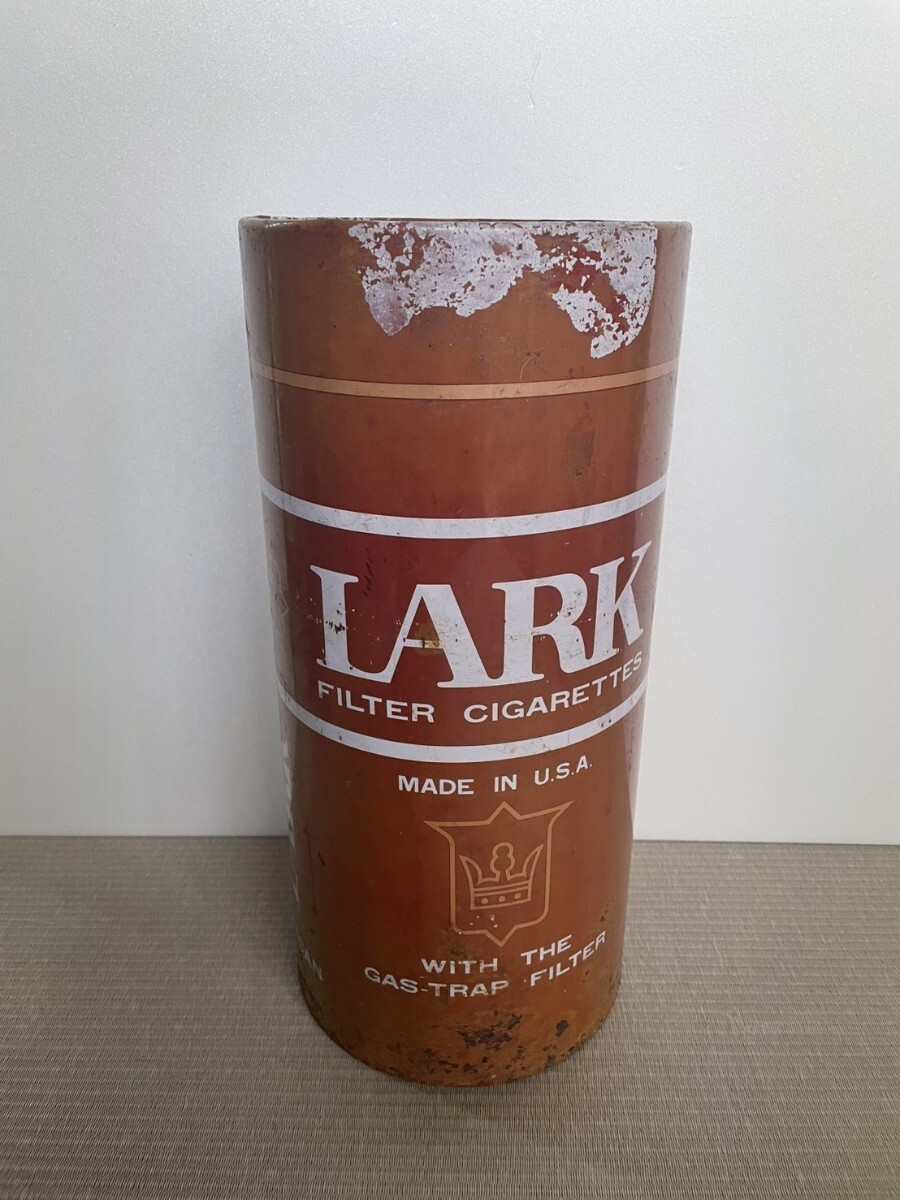 LARK
FILTER CIGARETTES
MADE IN U.S.A.
WITH THE
GAS-TRAP FILTER